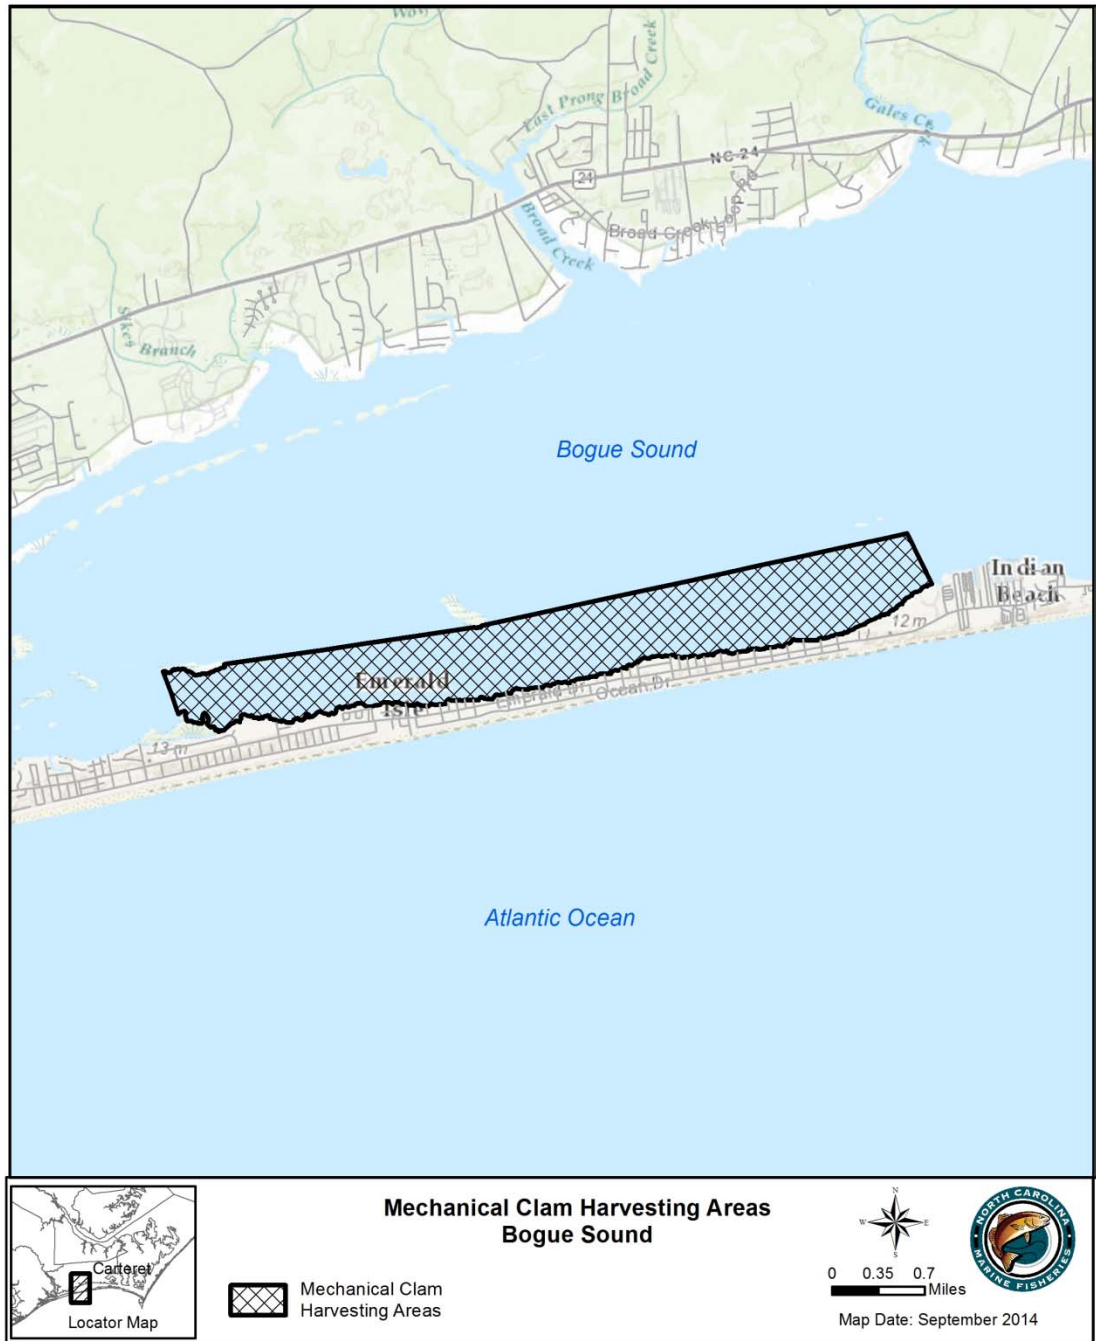 East Prong Broad Creek
Gales Creek
NC-24
24
Broad Creek Loop Rd
Broad Creek
Sikes Branch
Bogue Sound
Indian
Beach
12 m
Emerald
Isle
Emerald Dr
Ocean Dr
13 m
Atlantic Ocean
Mechanical Clam Harvesting Areas
Bogue Sound
Carteret
Locator Map
Mechanical Clam
Harvesting Areas
N
W
E
S
0 0.35 0.7
Miles
NORTH CAROLINA
MARINE FISHERIES
Map Date: September 2014